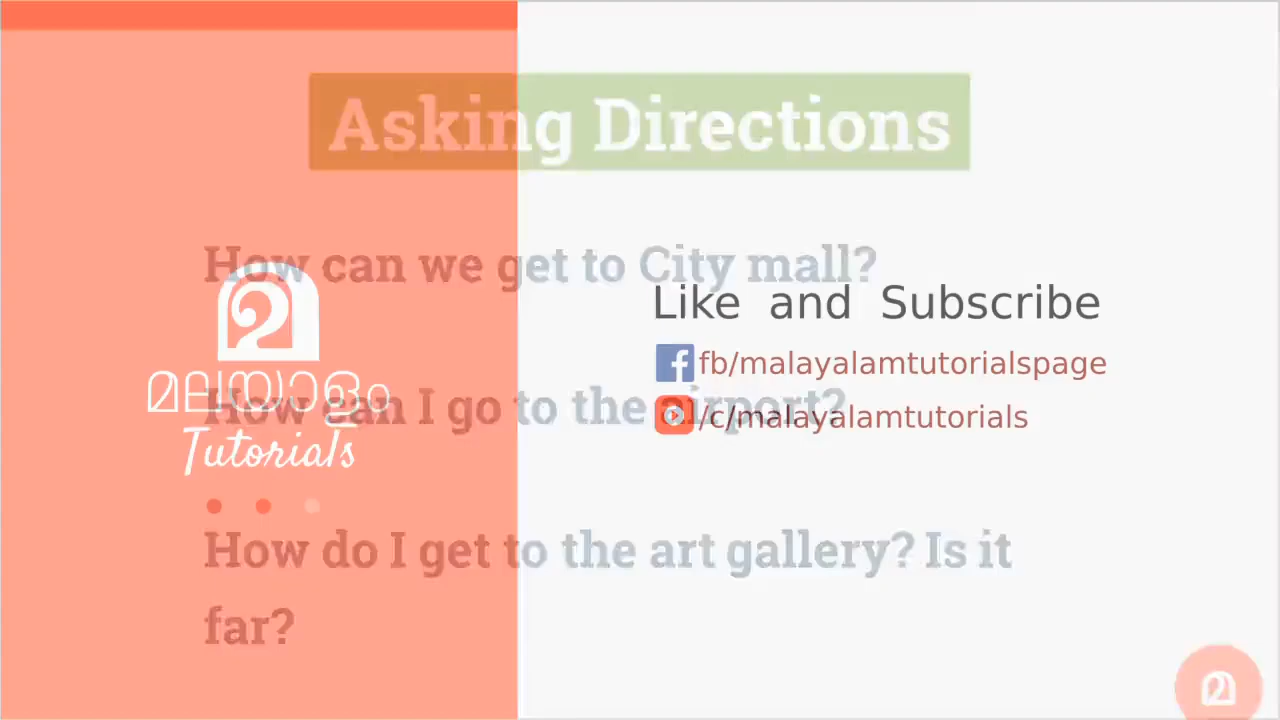 Asking Directions
How can we get to City mall?
Like and Subscribe
fb/malayalamtutorialspage
/c/malayalamtutorials
മ
മലയാളം
Tutorials
How can I go to the airport?
How do I get to the art gallery? Is it
far?
മ